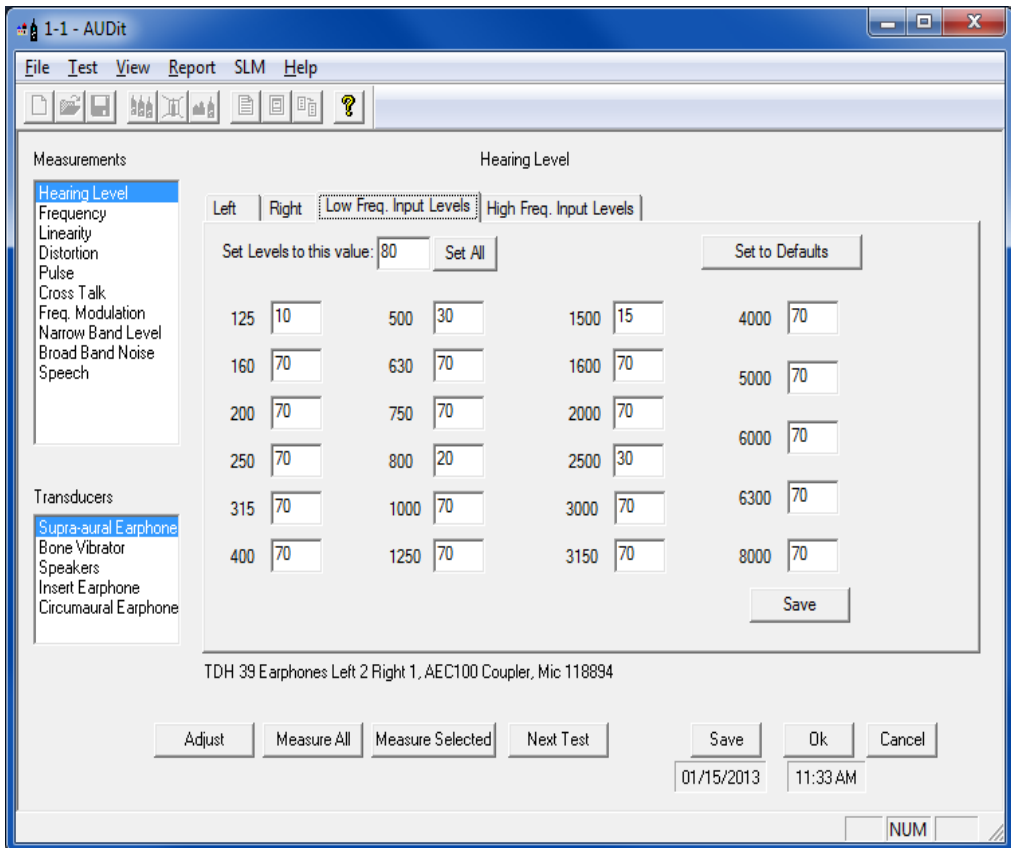 1-1 - AUDit
File Test View Report SLM Help
Measurements
Hearing Level
Hearing Level
Frequency
Linearity
Distortion
Pulse
Cross Talk
Freq. Modulation
Narrow Band Level
Broad Band Noise
Speech
Left Right Low Freq. Input Levels High Freq. Input Levels
Set Levels to this value: 80 Set All Set to Defaults
125 10 500 30 1500 15 4000 70
160 70 630 70 1600 70 5000 70
200 70 750 70 2000 70 6000 70
250 70 800 20 2500 30 6300 70
315 70 1000 70 3000 70 8000 70
400 70 1250 70 3150 70
Save
Transducers
Supra-aural Earphone
Bone Vibrator
Speakers
Insert Earphone
Circumaural Earphone
TDH 39 Earphones Left 2 Right 1, AEC100 Coupler, Mic 118894
Adjust Measure All Measure Selected Next Test Save Ok Cancel
01/15/2013 11:33 AM
NUM